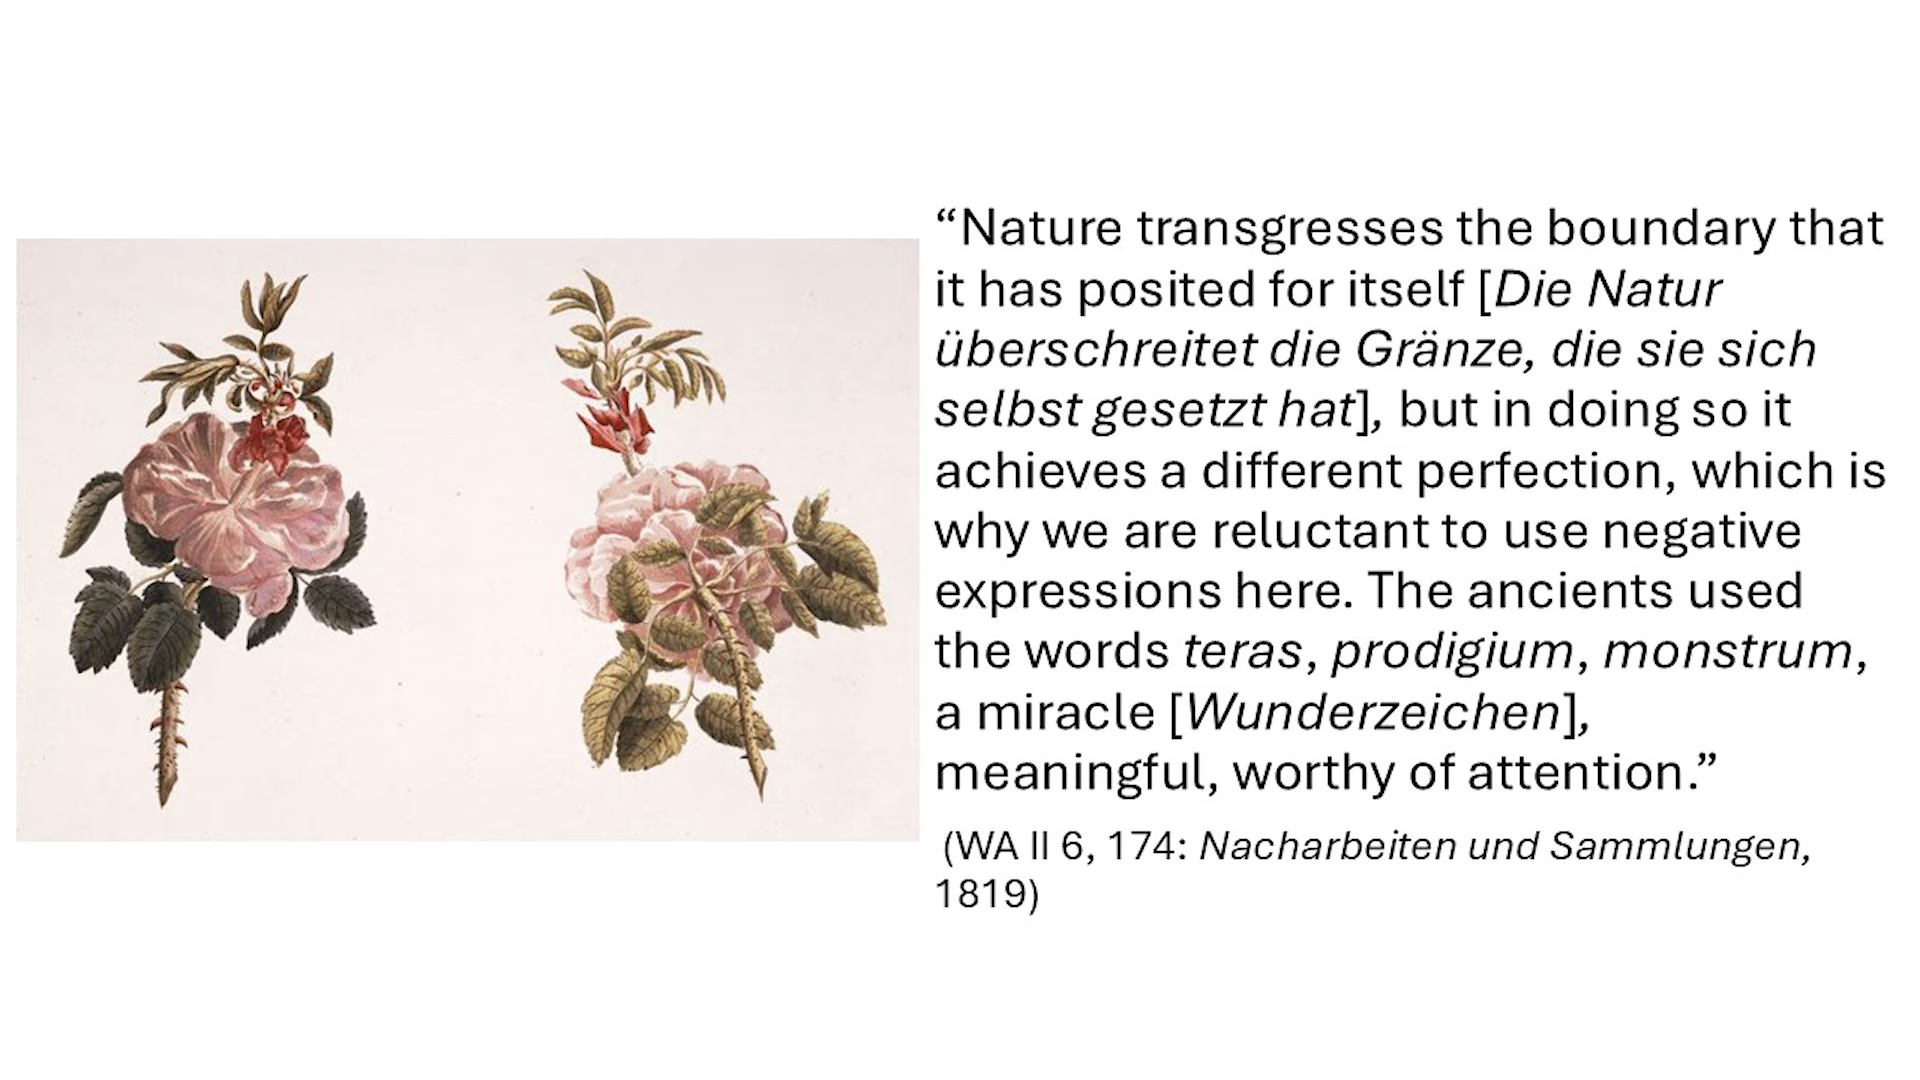 “Nature transgresses the boundary that
it has posited for itself [Die Natur
überschreitet die Gränze, die sie sich
selbst gesetzt hat], but in doing so it
achieves a different perfection, which is
why we are reluctant to use negative
expressions here. The ancients used
the words teras, prodigium, monstrum,
a miracle [Wunderzeichen],
meaningful, worthy of attention.”
(WA II 6, 174: Nacharbeiten und Sammlungen,
1819)